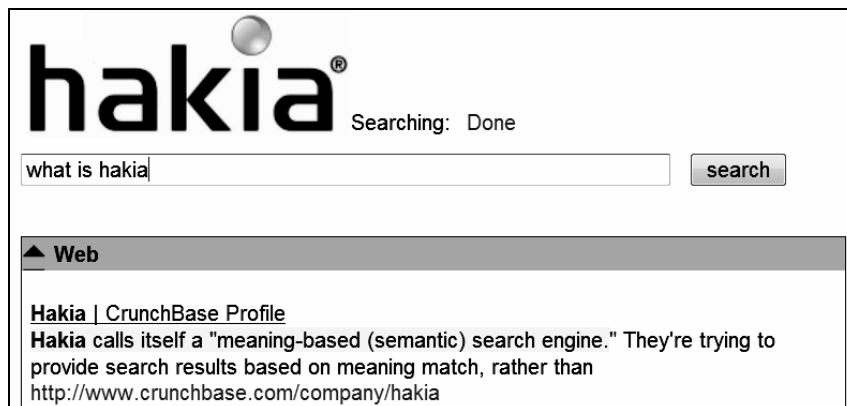 hakia®
Searching: Done
what is hakia
search
Web
Hakia | CrunchBase Profile
Hakia calls itself a "meaning-based (semantic) search engine." They're trying to
provide search results based on meaning match, rather than
http://www.crunchbase.com/company/hakia